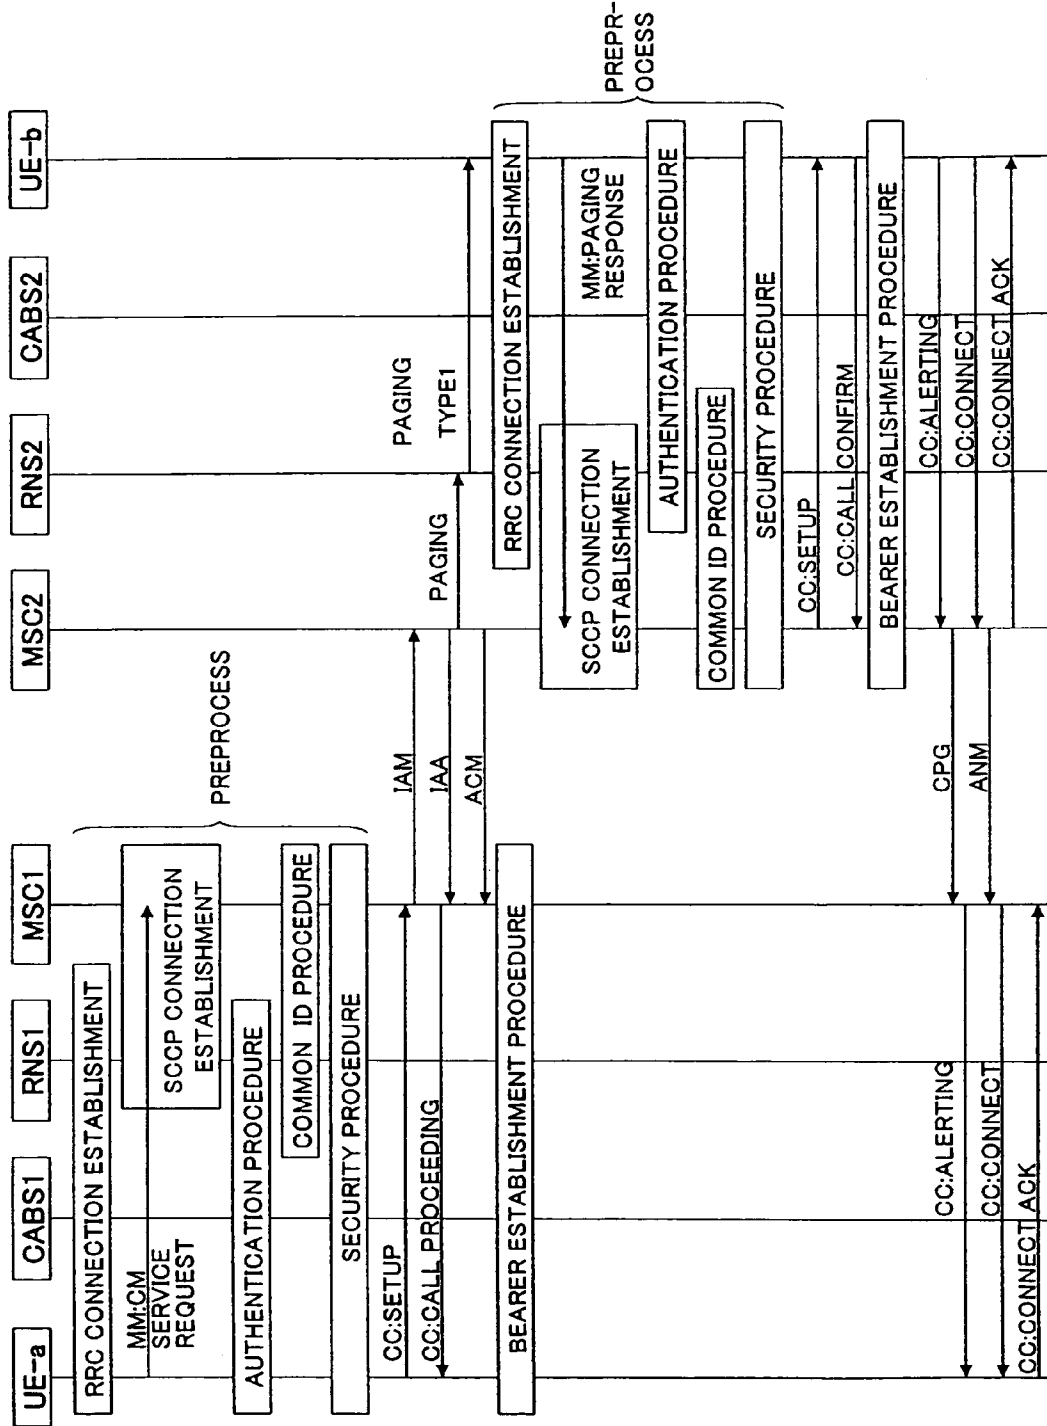 UE-a
CABS1
RNS1
MSC1
MSC2
RNS2
CABS2
UE-b
RRC CONNECTION ESTABLISHMENT
MM:CM
SERVICE
REQUEST
SCCP CONNECTION
ESTABLISHMENT
AUTHENTICATION PROCEDURE
COMMON ID PROCEDURE
SECURITY PROCEDURE
PREPROCESS
CC:SETUP
IAM
CC:CALL PROCEEDING
IAA
ACM
PAGING
PAGING
TYPE1
BEARER ESTABLISHMENT PROCEDURE
RRC CONNECTION ESTABLISHMENT
SCCP CONNECTION
ESTABLISHMENT
MM:PAGING
RESPONSE
AUTHENTICATION PROCEDURE
COMMON ID PROCEDURE
SECURITY PROCEDURE
PREPR-
OCESS
CC:SETUP
CC:CALL CONFIRM
BEARER ESTABLISHMENT PROCEDURE
CC:ALERTING
CPG
CC:ALERTING
CC:CONNECT
ANM
CC:CONNECT
CC:CONNECT ACK
CC:CONNECT ACK